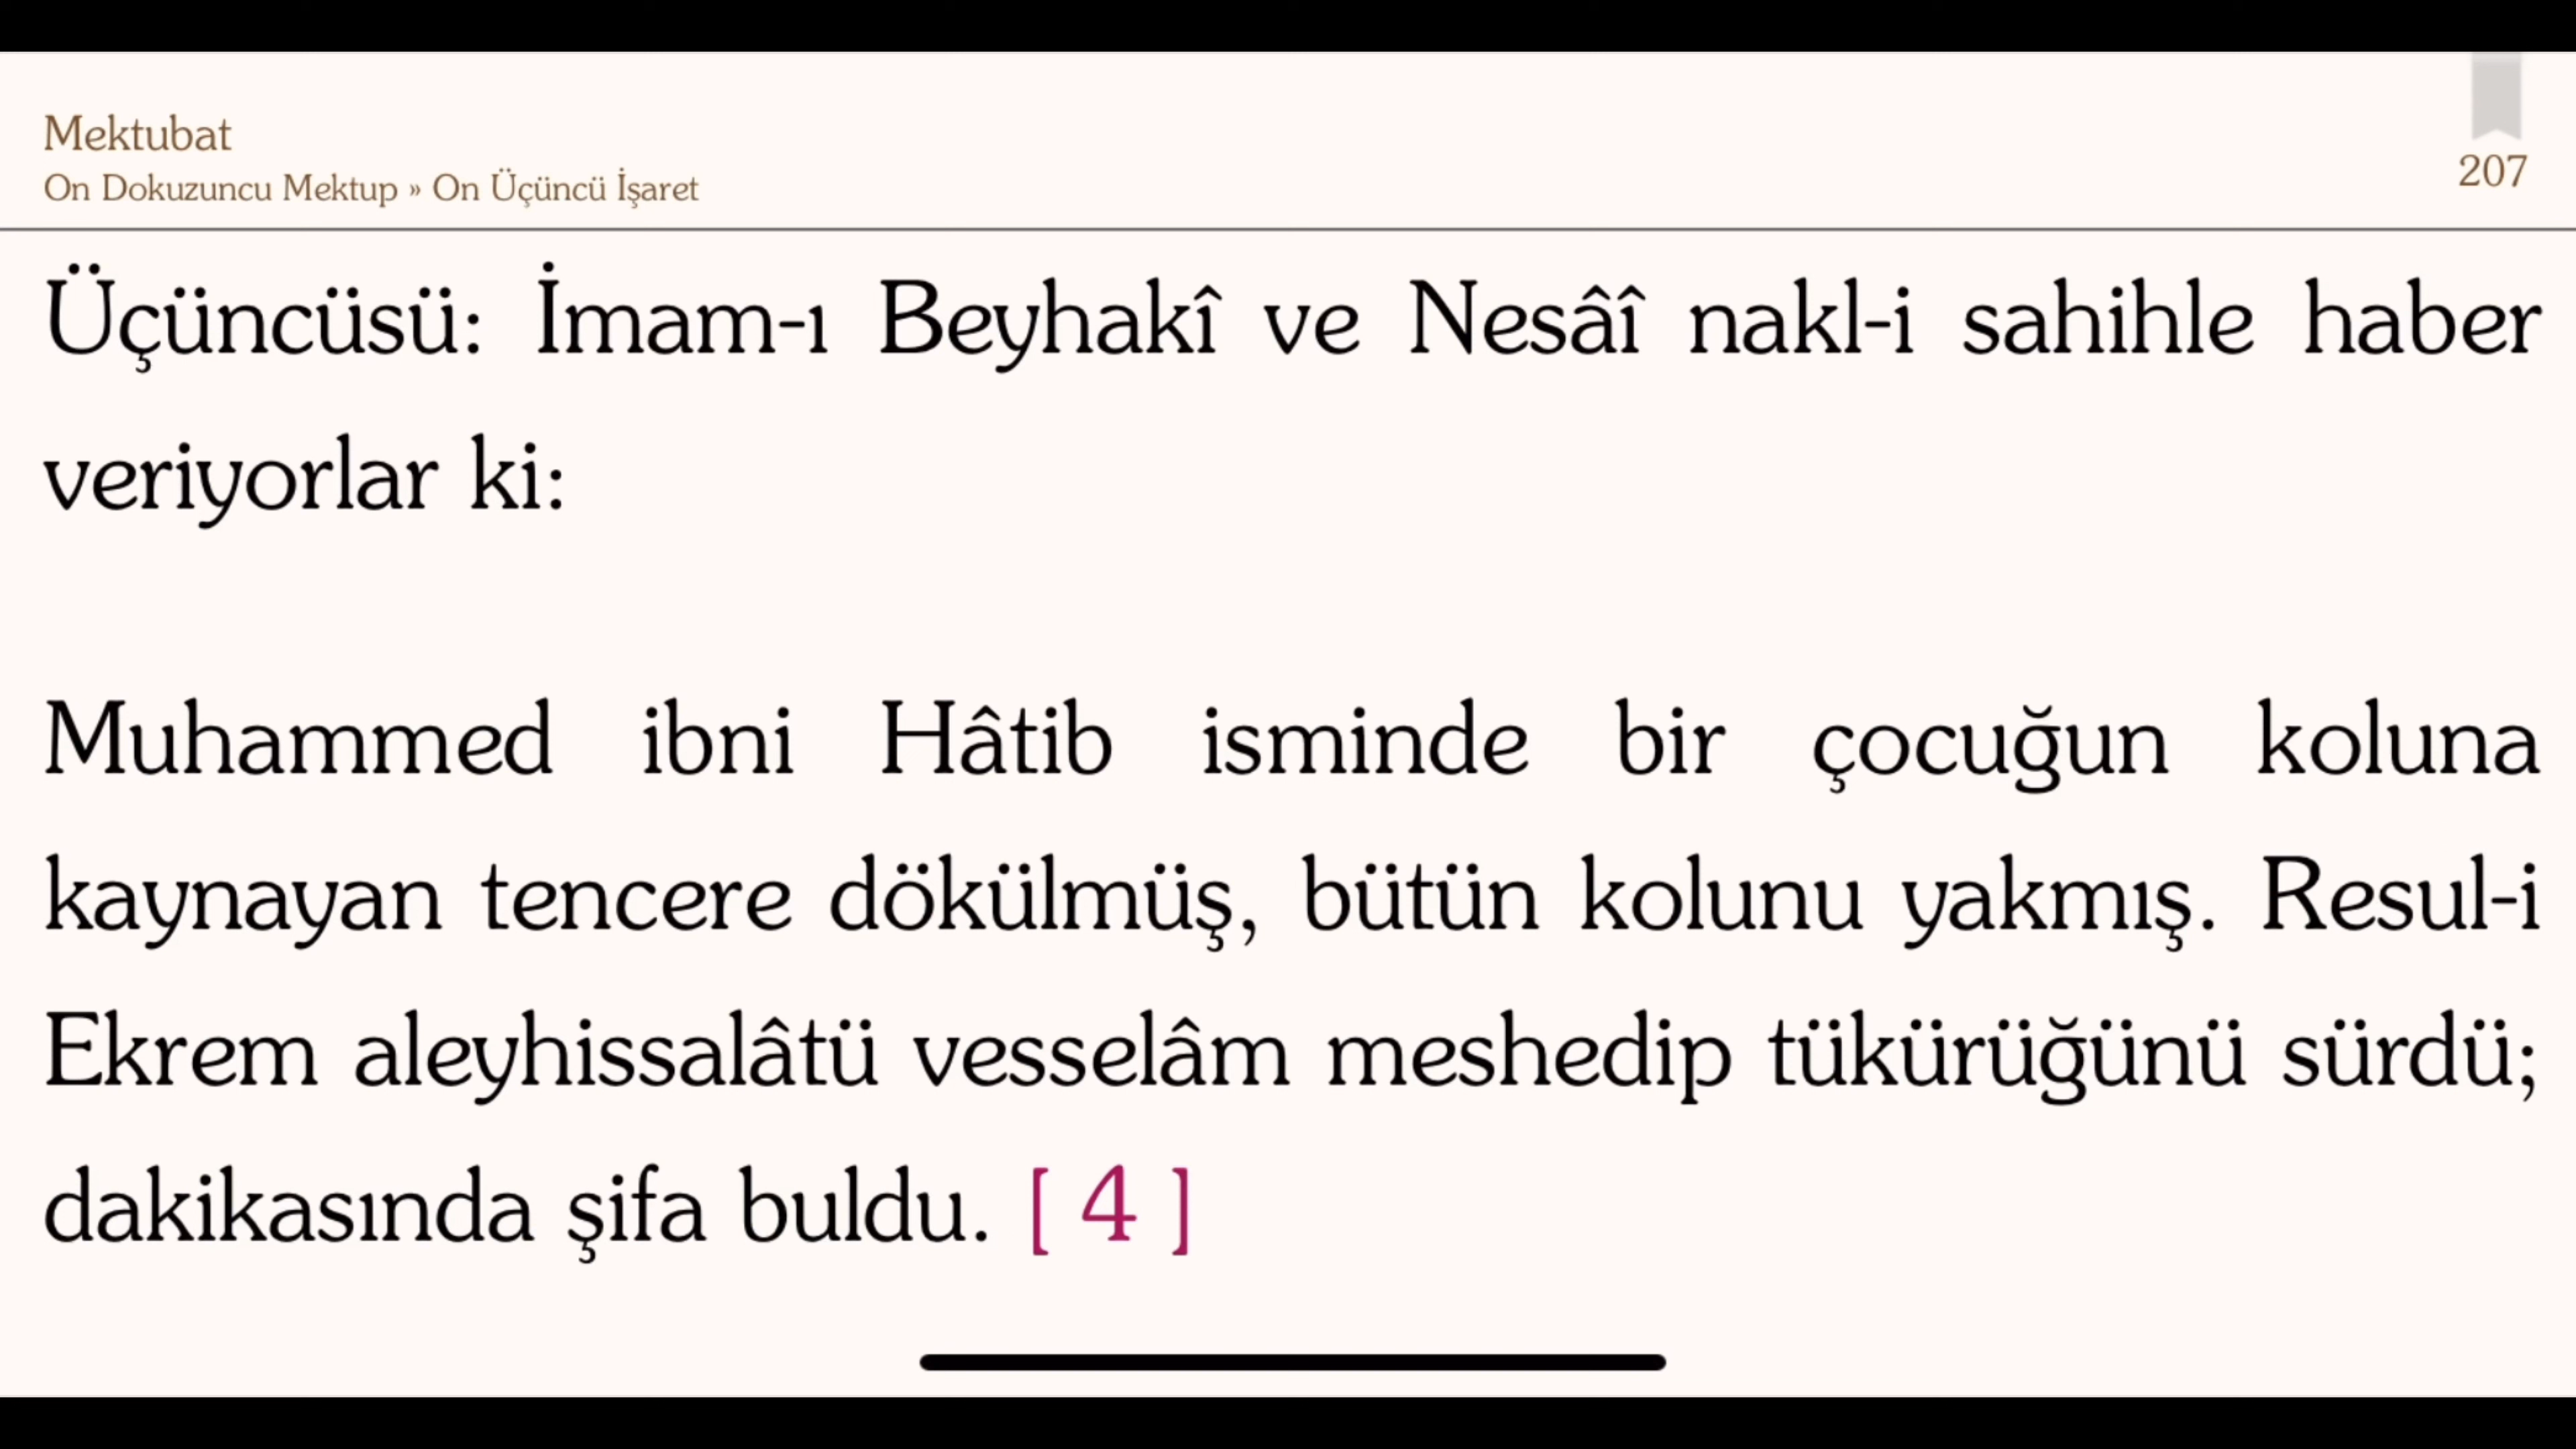 Mektubat
On Dokuzuncu Mektup » On Üçüncü İşaret
207
Üçüncüsü: İmam-ı Beyhakî ve Nesâî nakl-i sahihle haber
veriyorlar ki:
Muhammed ibni Hâtib isminde bir çocuğun koluna
kaynayan tencere dökülmüş, bütün kolunu yakmış. Resul-i
Ekrem aleyhissalâtü vesselâm meshedip tükürüğünü sürdü;
dakikasında şifa buldu. [ 4 ]